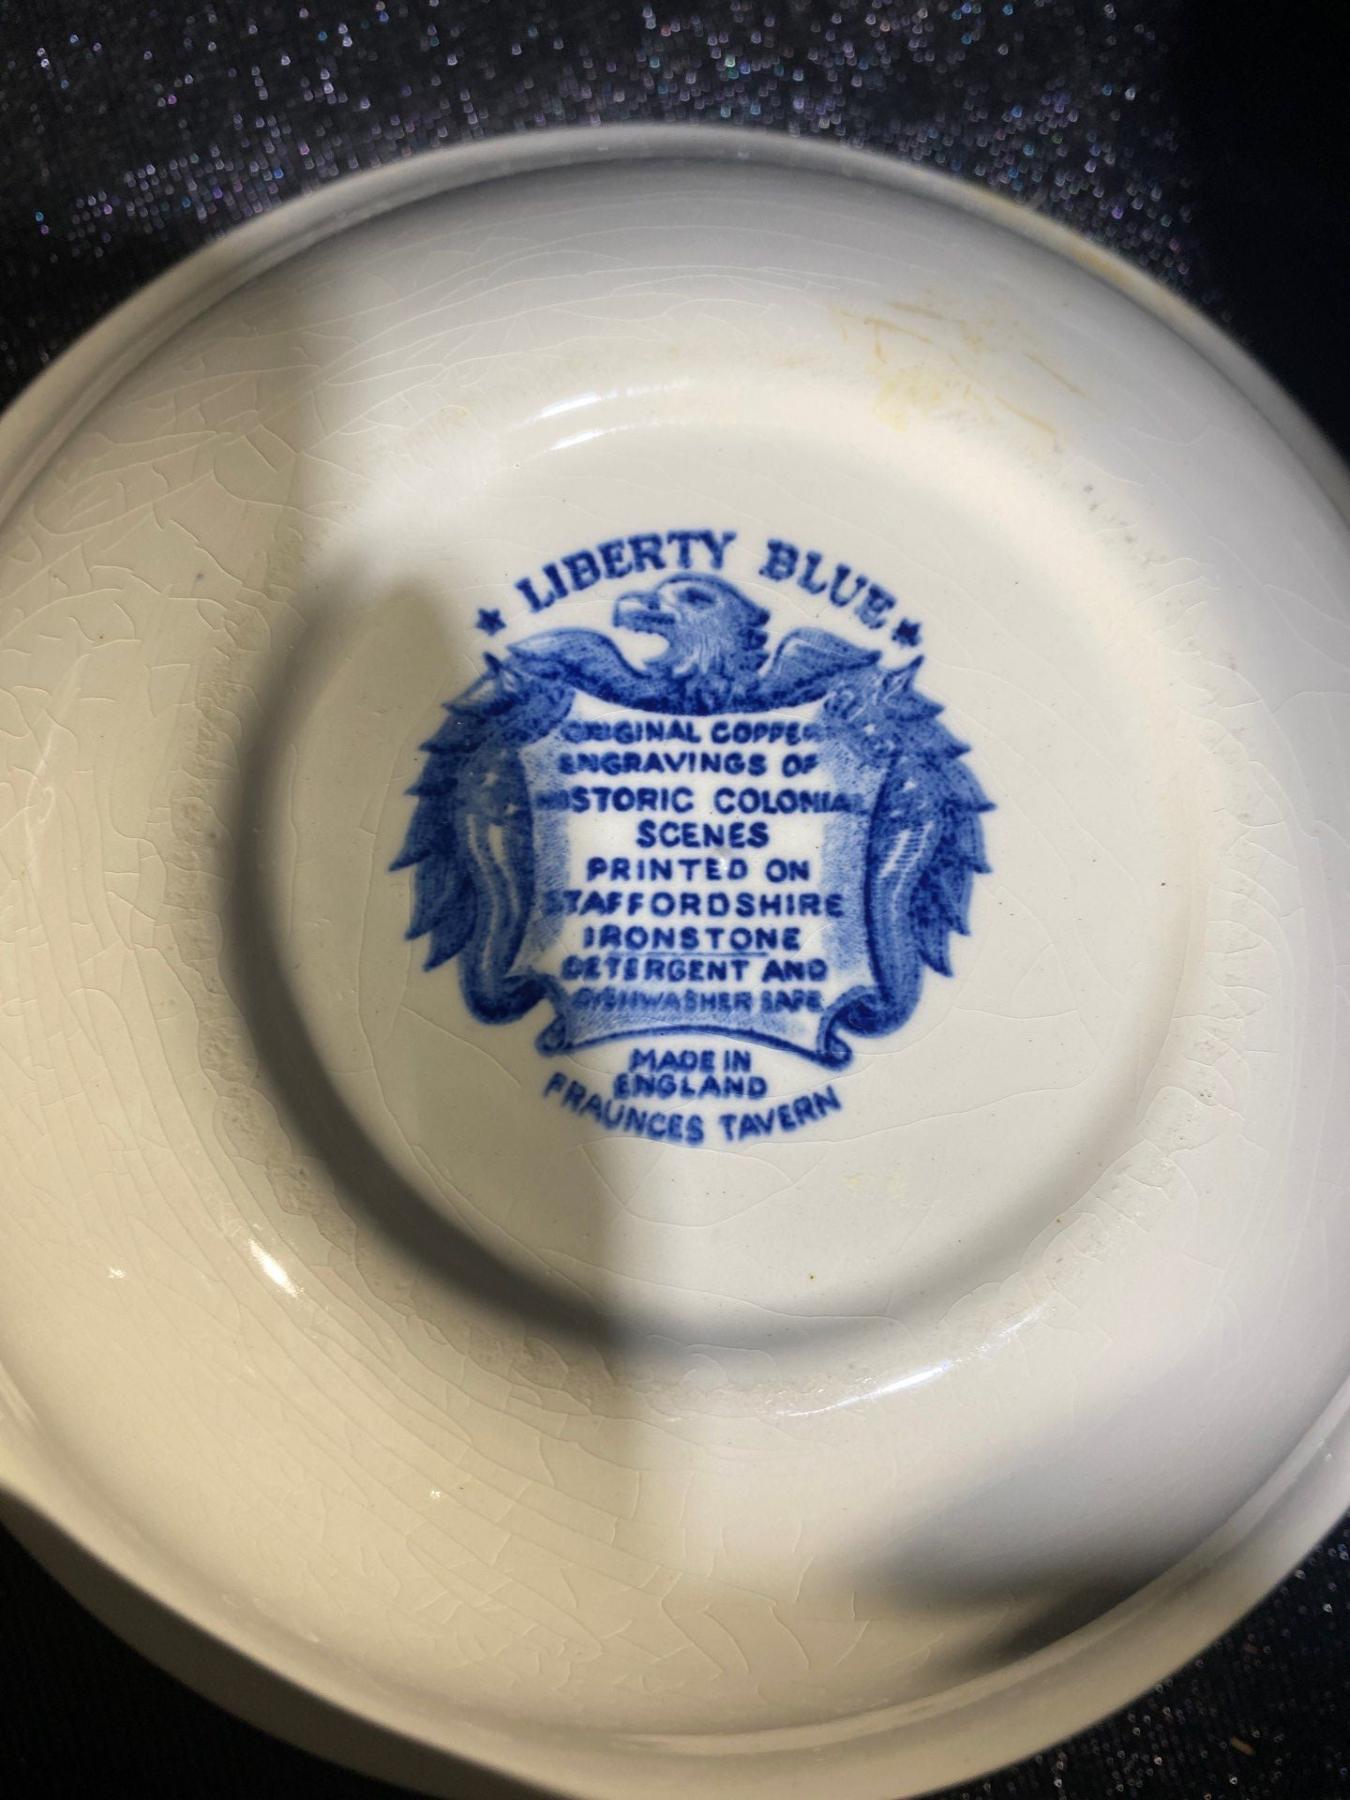 ★ LIBERTY BLUE ★
ORIGINAL COPPER
ENGRAVINGS OF
HISTORIC COLONIAL
SCENES
PRINTED ON
STAFFORDSHIRE
IRONSTONE
DETERGENT AND
DISHWASHER SAFE
MADE IN
ENGLAND
FRAUNCES TAVERN